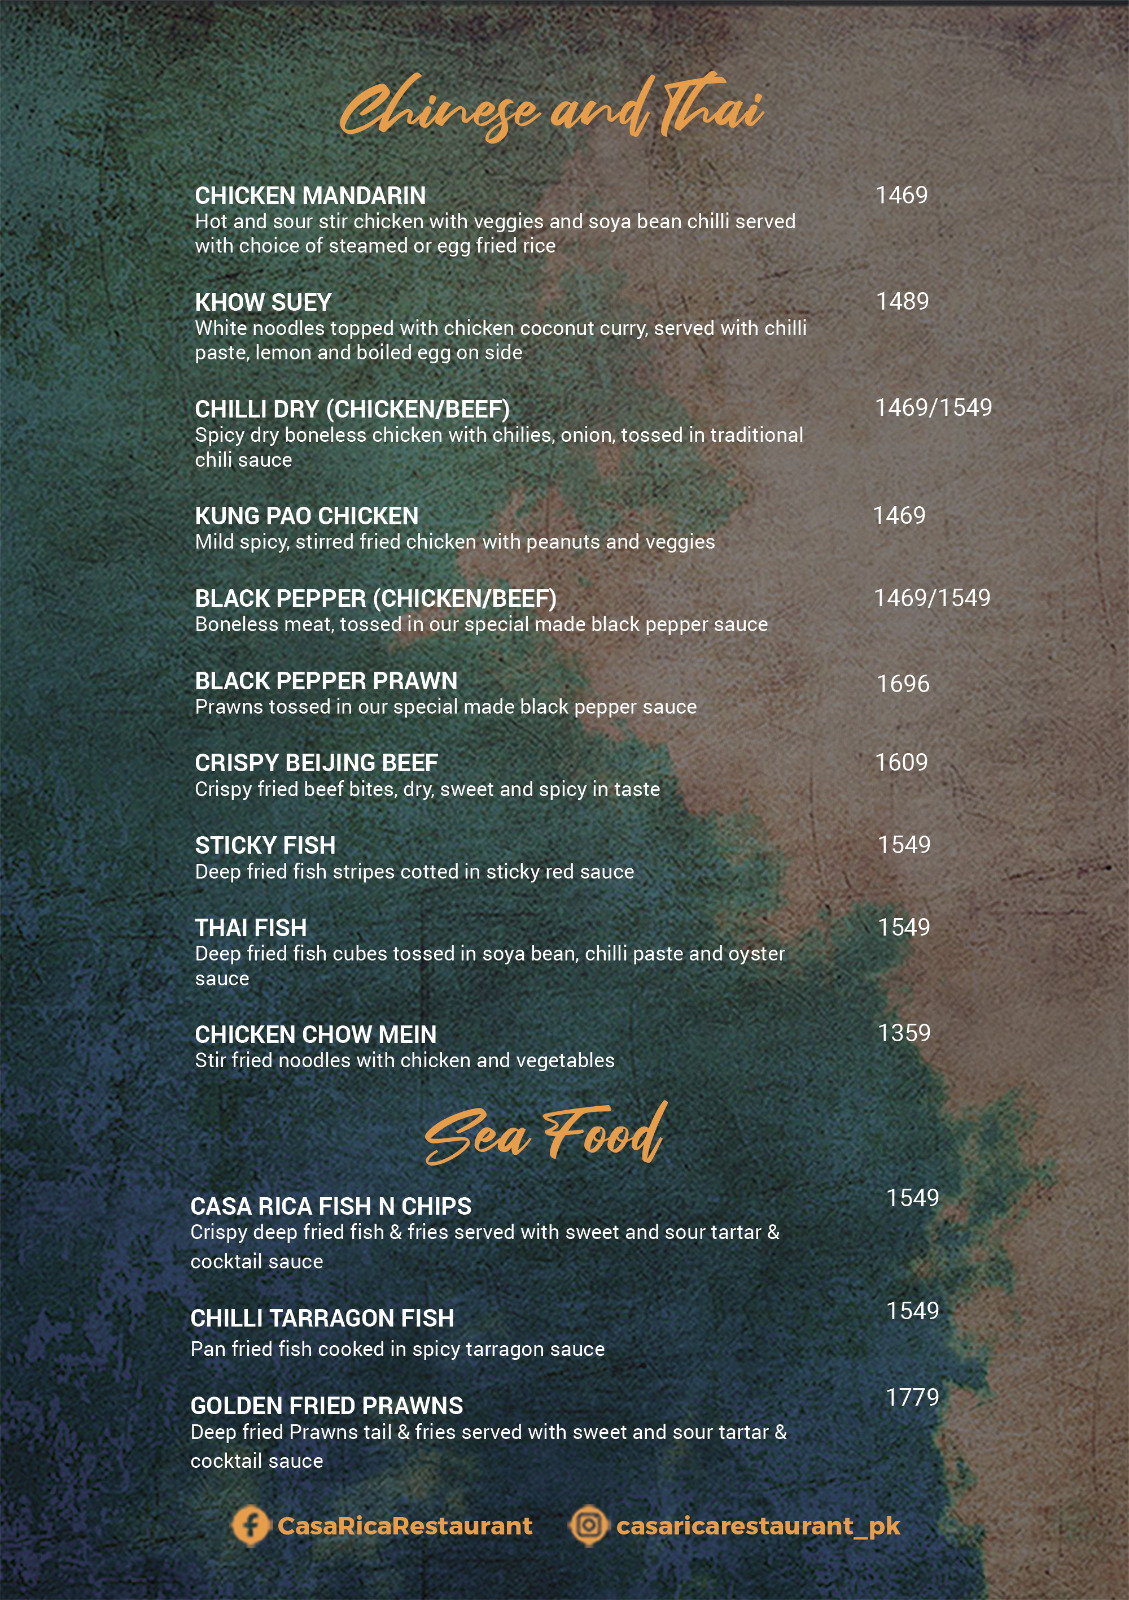 Chinese and Thai
CHICKEN MANDARIN 1469
Hot and sour stir chicken with veggies and soya bean chilli served
with choice of steamed or egg fried rice
KHOW SUEY 1489
White noodles topped with chicken coconut curry, served with chilli
paste, lemon and boiled egg on side
CHILLI DRY (CHICKEN/BEEF) 1469/1549
Spicy dry boneless chicken with chilies, onion, tossed in traditional
chili sauce
KUNG PAO CHICKEN 1469
Mild spicy, stirred fried chicken with peanuts and veggies
BLACK PEPPER (CHICKEN/BEEF) 1469/1549
Boneless meat, tossed in our special made black pepper sauce
BLACK PEPPER PRAWN 1696
Prawns tossed in our special made black pepper sauce
CRISPY BEIJING BEEF 1609
Crispy fried beef bites, dry, sweet and spicy in taste
STICKY FISH 1549
Deep fried fish stripes cotted in sticky red sauce
THAI FISH 1549
Deep fried fish cubes tossed in soya bean, chilli paste and oyster
sauce
CHICKEN CHOW MEIN 1359
Stir fried noodles with chicken and vegetables
Sea Food
CASA RICA FISH N CHIPS 1549
Crispy deep fried fish & fries served with sweet and sour tartar &
cocktail sauce
CHILLI TARRAGON FISH 1549
Pan fried fish cooked in spicy tarragon sauce
GOLDEN FRIED PRAWNS 1779
Deep fried Prawns tail & fries served with sweet and sour tartar &
cocktail sauce
CasaRicaRestaurant casaricarestaurant_pk